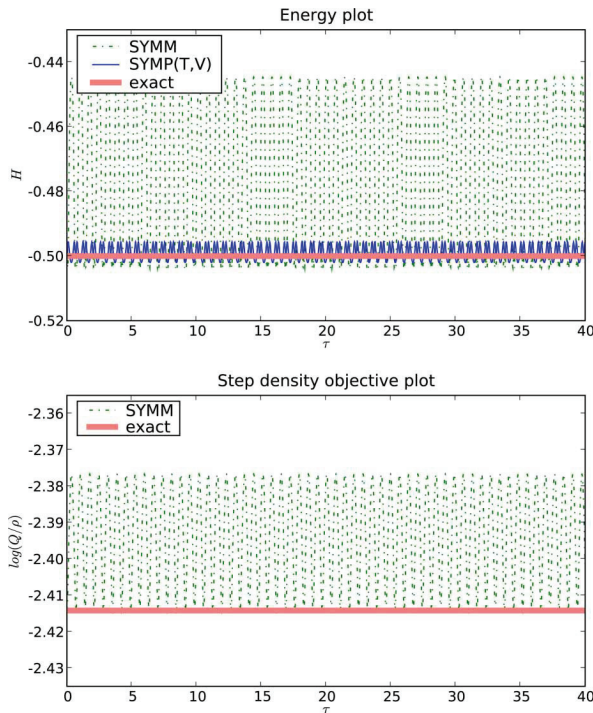 Energy plot
SYMM
SYMP(T,V)
exact
-0.44
-0.46
-0.48
-0.50
-0.52
H
0 5 10 15 20 25 30 35 40
τ
Step density objective plot
SYMM
exact
-2.36
-2.37
-2.38
-2.39
-2.40
-2.41
-2.42
-2.43
log(Q/ρ)
0 5 10 15 20 25 30 35 40
τ